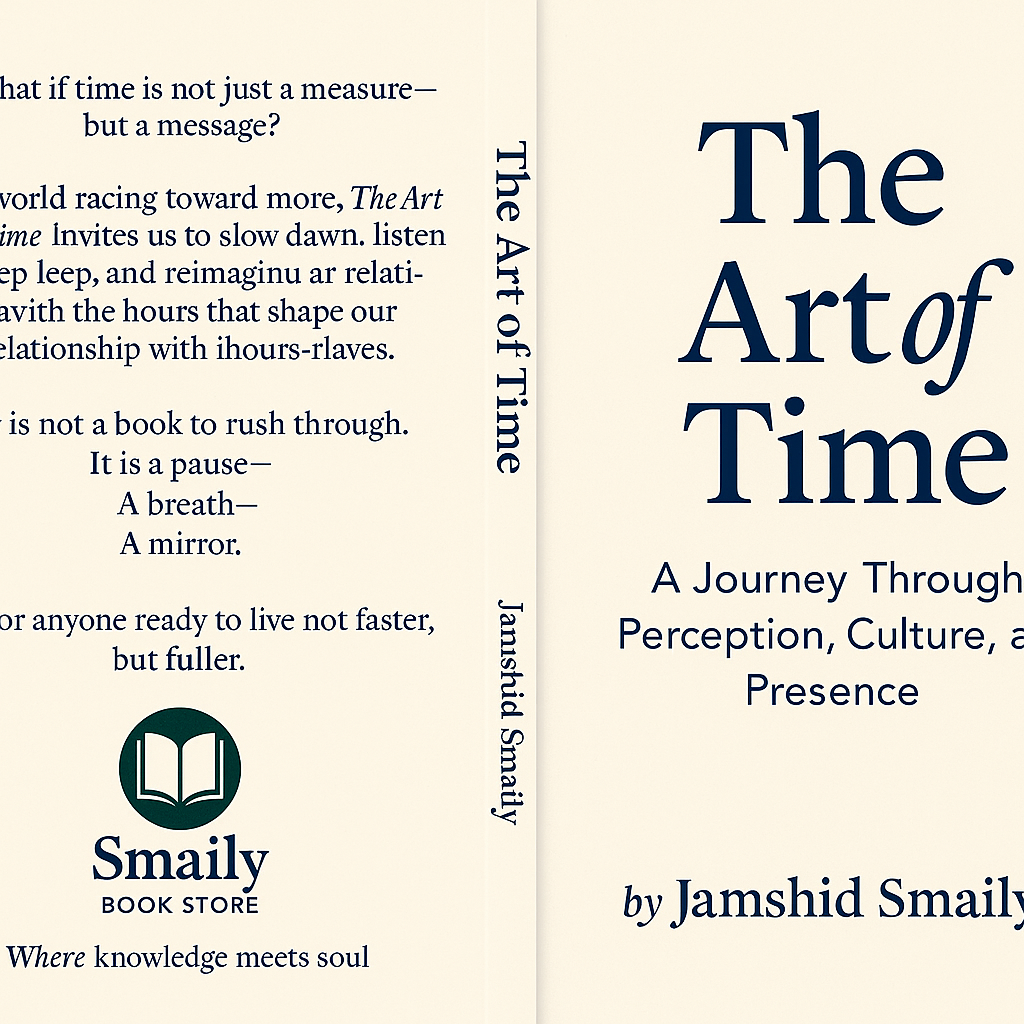 hat if time is not just a measure—
but a message?
world racing toward more, The Art
ime Invites us to slow dawn. listen
ep leep, and reimaginu ar relati-
avith the hours that shape our
elationship with ihours-rlaves.
is not a book to rush through.
It is a pause—
A breath—
A mirror.
or anyone ready to live not faster,
but fuller.
Smaily
BOOK STORE
Where knowledge meets soul
The Art of Time
Jamshid Smaily
The
Art of
Time
A Journey Through
Perception, Culture, a
Presence
by Jamshid Smaily